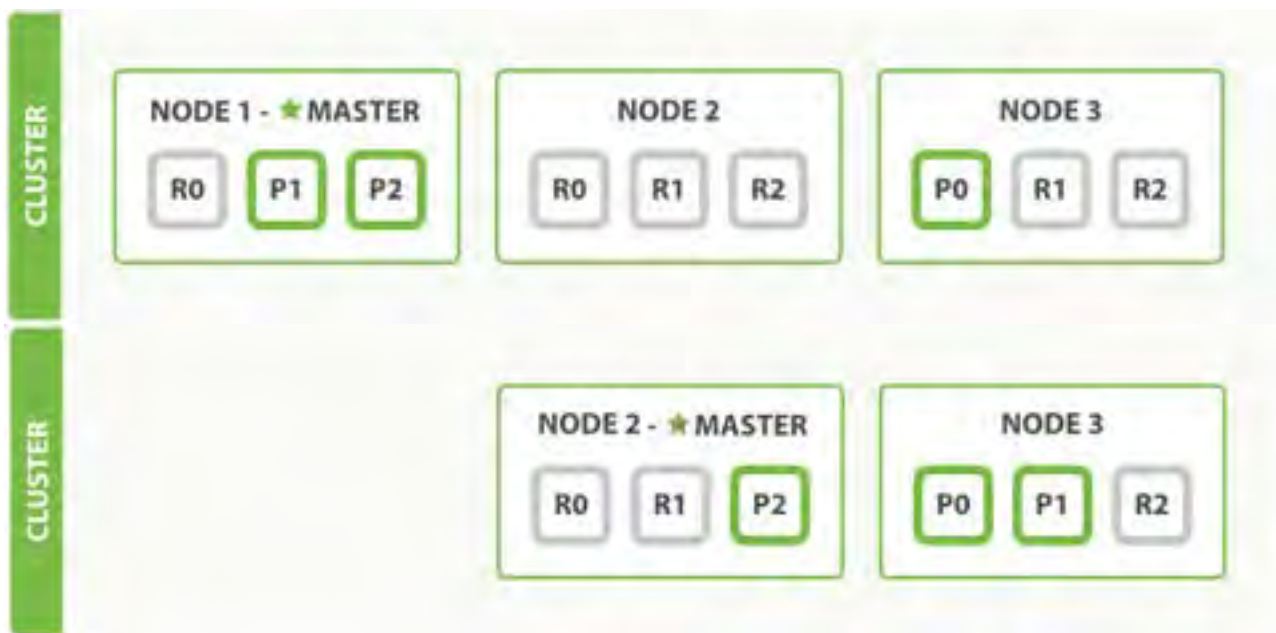 CLUSTER
NODE 1 - ★ MASTER
R0 P1 P2
NODE 2
R0 R1 R2
NODE 3
P0 R1 R2
CLUSTER
NODE 2 - ★ MASTER
R0 R1 P2
NODE 3
P0 P1 R2